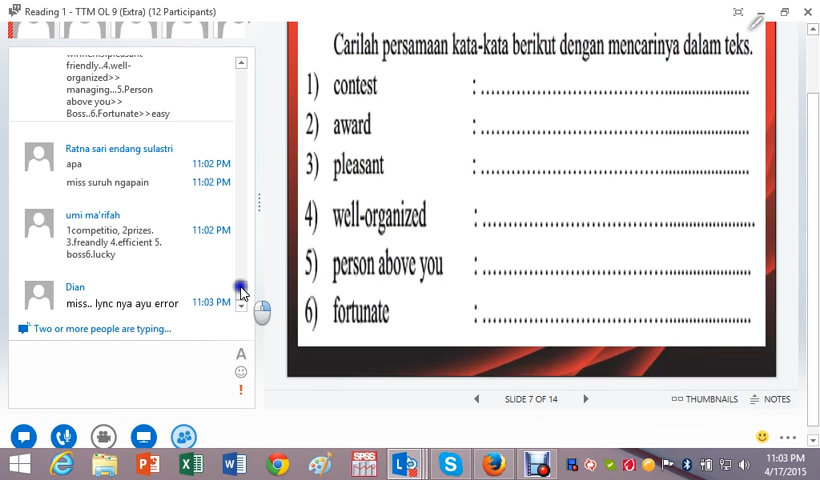 Reading 1 - TTM OL 9 (Extra) (12 Participants)
friendly..4.well-
organized>>
managing...5.Person
above you>>
Boss..6.Fortunate>>easy
Ratna sari endang sulastri
apa 11:02 PM
miss suruh ngapain 11:02 PM
umi ma'rifah
1competitio, 2prizes. 11:02 PM
3.freandly 4.efficient 5.
boss6.lucky
Dian
miss.. lync nya ayu error 11:03 PM
Two or more people are typing...
A
!
Carilah persamaan kata-kata berikut dengan mencarinya dalam teks.
1) contest : ................................................
2) award : ................................................
3) pleasant : ................................................
4) well-organized : ................................................
5) person above you : ................................................
6) fortunate : ................................................
SLIDE 7 OF 14
THUMBNAILS
NOTES
SPSS
11:03 PM
4/17/2015